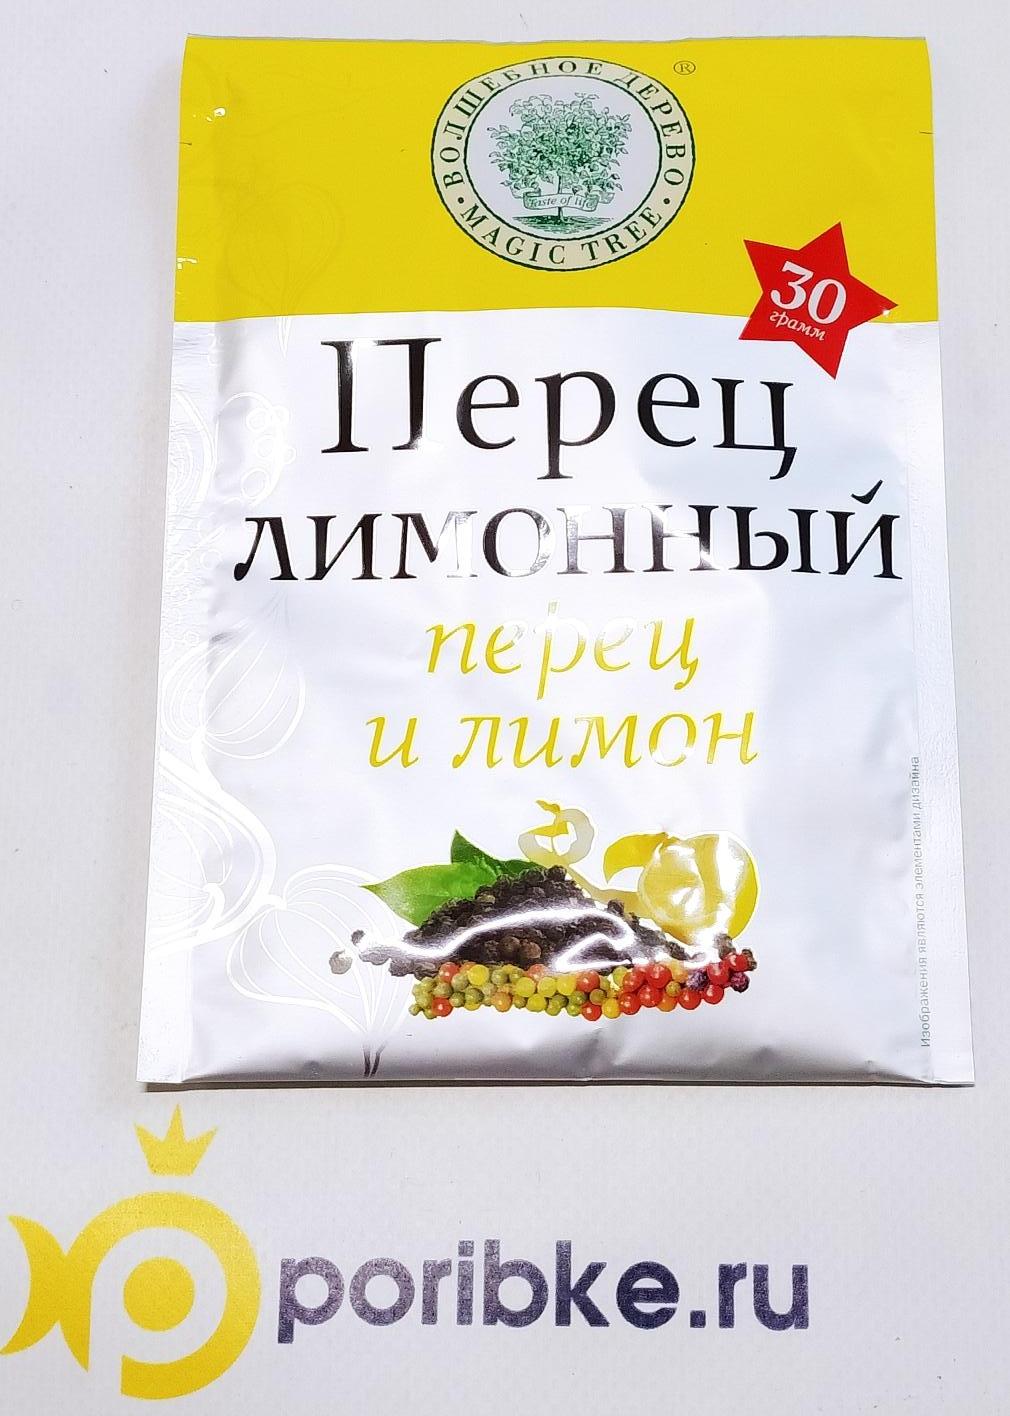 ВОЛШЕБНОЕ ДЕРЕВО
®
Taste of life
• MAGIC TREE •
30
грамм
Перец
лимонный
перец
и лимон
Изображения являются элементами дизайна
poribke.ru